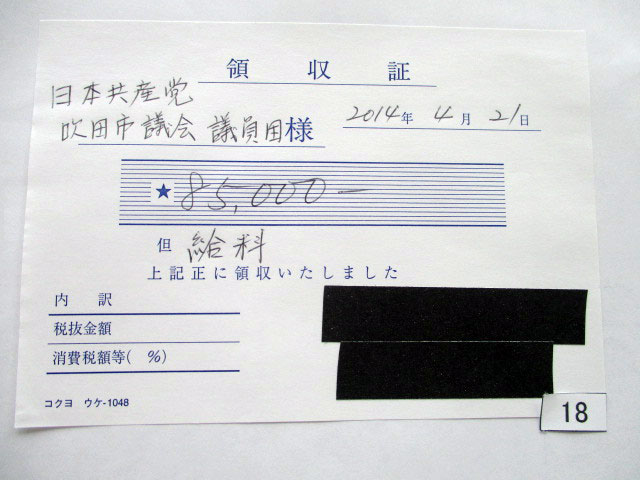 領収証
日本共産党
吹田市議会 議員団様
2014年 4月 21日
★ 85,000-
但 給料
上記正に領収いたしました
内 訳
税抜金額
消費税額等( %)
コクヨ ウケ-1048
18